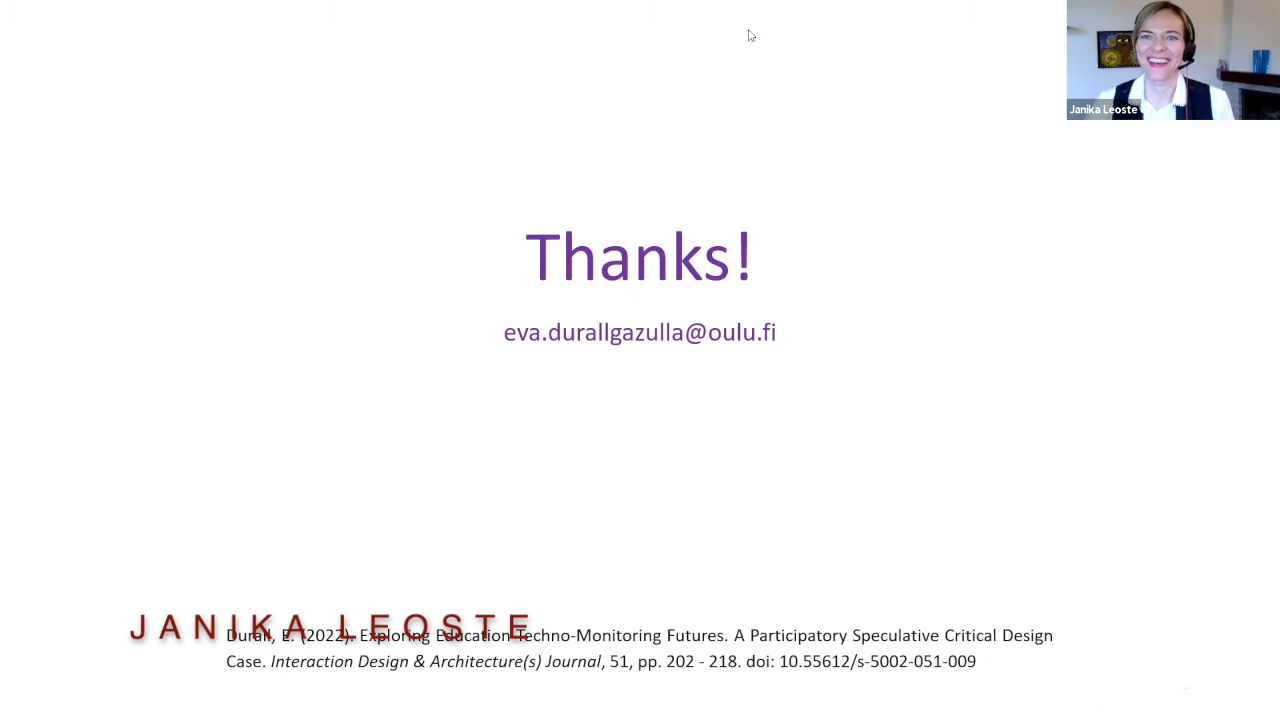 Janika Leoste
Thanks!
eva.durallgazulla@oulu.fi
JANIKA LEOSTE
Durall, E. (2022). Exploring Education Techno-Monitoring Futures. A Participatory Speculative Critical Design
Case. Interaction Design & Architecture(s) Journal, 51, pp. 202 - 218. doi: 10.55612/s-5002-051-009